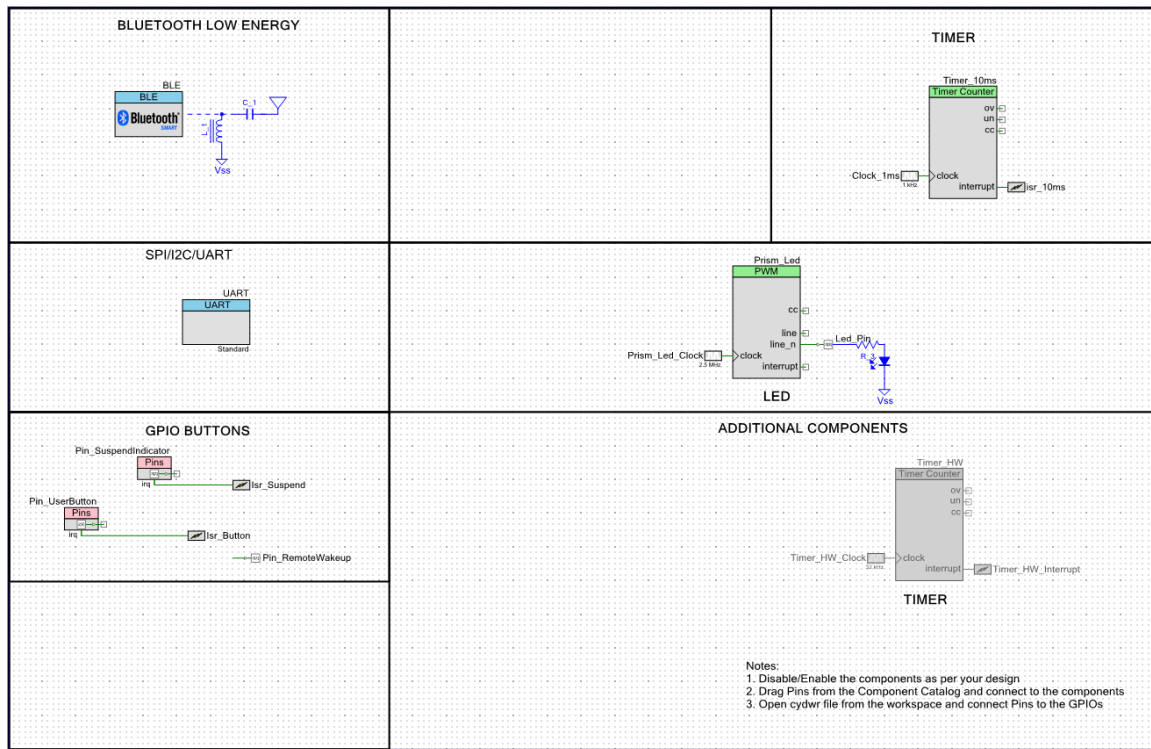 BLUETOOTH LOW ENERGY
BLE
BLE
Bluetooth
SMART
C_1
L_1
Vss
TIMER
Timer_10ms
Timer Counter
ov
un
cc
Clock_1ms
1 kHz
clock
interrupt
isr_10ms
SPI/I2C/UART
UART
UART
Standard
Prism_Led
PWM
cc
line
line_n
Led_Pin
Prism_Led_Clock
2.5 MHz
clock
interrupt
R_3
Vss
LED
GPIO BUTTONS
Pin_SuspendIndicator
Pins
irq
Isr_Suspend
Pin_UserButton
Pins
irq
Isr_Button
Pin_RemoteWakeup
ADDITIONAL COMPONENTS
Timer_HW
Timer Counter
ov
un
cc
Timer_HW_Clock
32 kHz
clock
interrupt
Timer_HW_Interrupt
TIMER
Notes:
1. Disable/Enable the components as per your design
2. Drag Pins from the Component Catalog and connect to the components
3. Open cydwr file from the workspace and connect Pins to the GPIOs